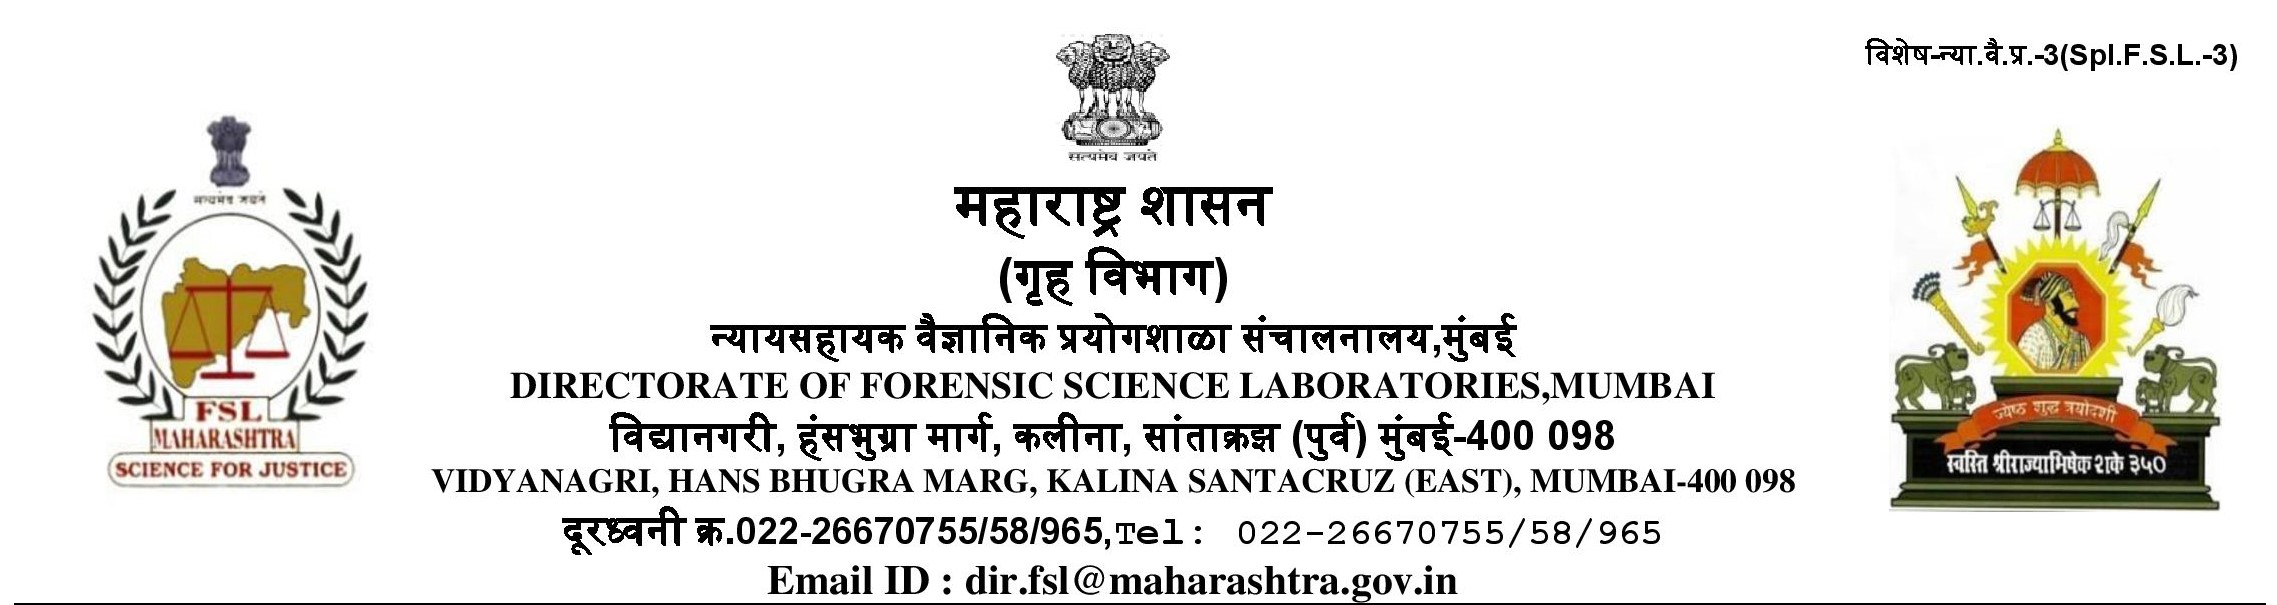 विशेष-न्या.वै.प्र.-3(Spl.F.S.L.-3)
सत्यमेव जयते
महाराष्ट्र शासन
(गृह विभाग)
न्यायसहायक वैज्ञानिक प्रयोगशाळा संचालनालय,मुंबई
DIRECTORATE OF FORENSIC SCIENCE LABORATORIES,MUMBAI
विद्यानगरी, हंसभुग्रा मार्ग, कलीना, सांताक्रझ (पुर्व) मुंबई-400 098
VIDYANAGRI, HANS BHUGRA MARG, KALINA SANTACRUZ (EAST), MUMBAI-400 098
दूरध्वनी क्र.022-26670755/58/965,Tel: 022-26670755/58/965
Email ID : dir.fsl@maharashtra.gov.in
सत्यमेव जयते
FSL
MAHARASHTRA
SCIENCE FOR JUSTICE
ज्येष्ठ शुद्ध त्रयोदशी
स्वस्ति श्रीराज्याभिषेक शके ३५०